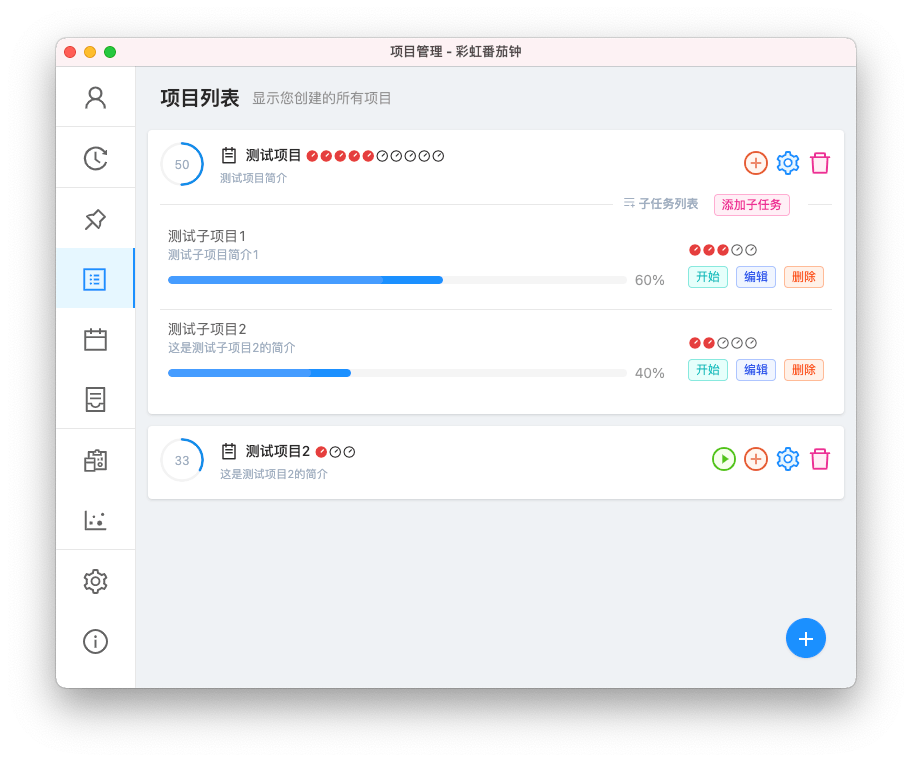 项目管理 - 彩虹番茄钟
项目列表 显示您创建的所有项目
50
测试项目
测试项目简介
子任务列表 添加子任务
测试子项目1
测试子项目简介1
60%
开始 编辑 删除
测试子项目2
这是测试子项目2的简介
40%
开始 编辑 删除
33
测试项目2
这是测试项目2的简介